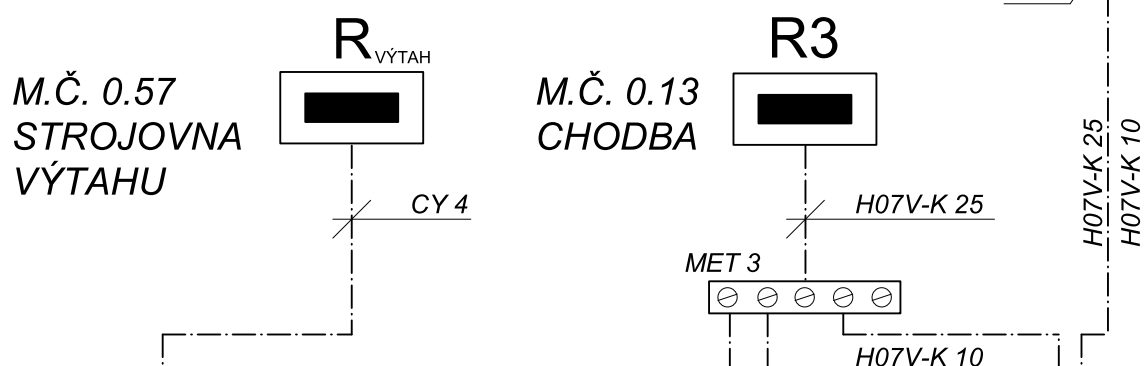 R VÝTAH
M.Č. 0.57
STROJOVNA
VÝTAHU
CY 4
R3
M.Č. 0.13
CHODBA
H07V-K 25
MET 3
H07V-K 10
H07V-K 25
H07V-K 10